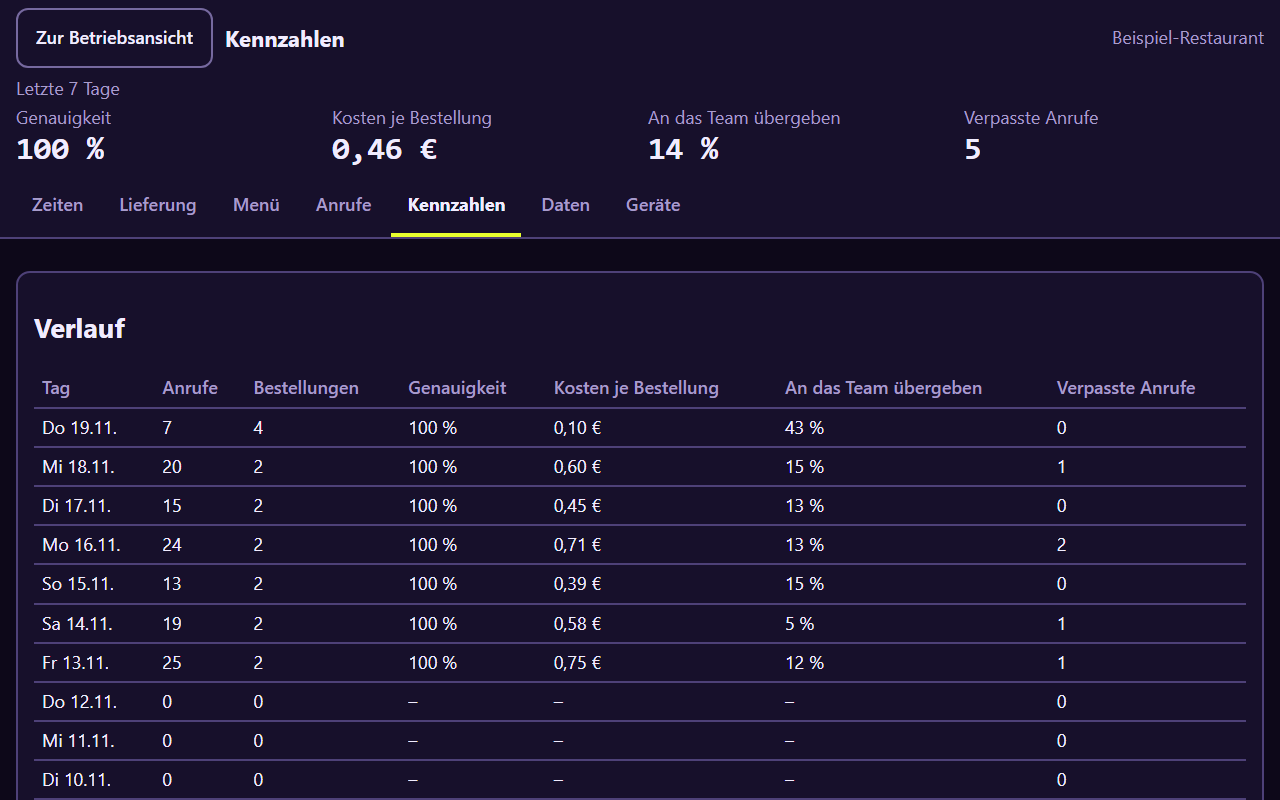 Zur Betriebsansicht Kennzahlen Beispiel-Restaurant
Letzte 7 Tage
Genauigkeit Kosten je Bestellung An das Team übergeben Verpasste Anrufe
100 % 0,46 € 14 % 5
Zeiten Lieferung Menü Anrufe Kennzahlen Daten Geräte
Verlauf
Tag Anrufe Bestellungen Genauigkeit Kosten je Bestellung An das Team übergeben Verpasste Anrufe
Do 19.11. 7 4 100 % 0,10 € 43 % 0
Mi 18.11. 20 2 100 % 0,60 € 15 % 1
Di 17.11. 15 2 100 % 0,45 € 13 % 0
Mo 16.11. 24 2 100 % 0,71 € 13 % 2
So 15.11. 13 2 100 % 0,39 € 15 % 0
Sa 14.11. 19 2 100 % 0,58 € 5 % 1
Fr 13.11. 25 2 100 % 0,75 € 12 % 1
Do 12.11. 0 0 – – – 0
Mi 11.11. 0 0 – – – 0
Di 10.11. 0 0 – – – 0